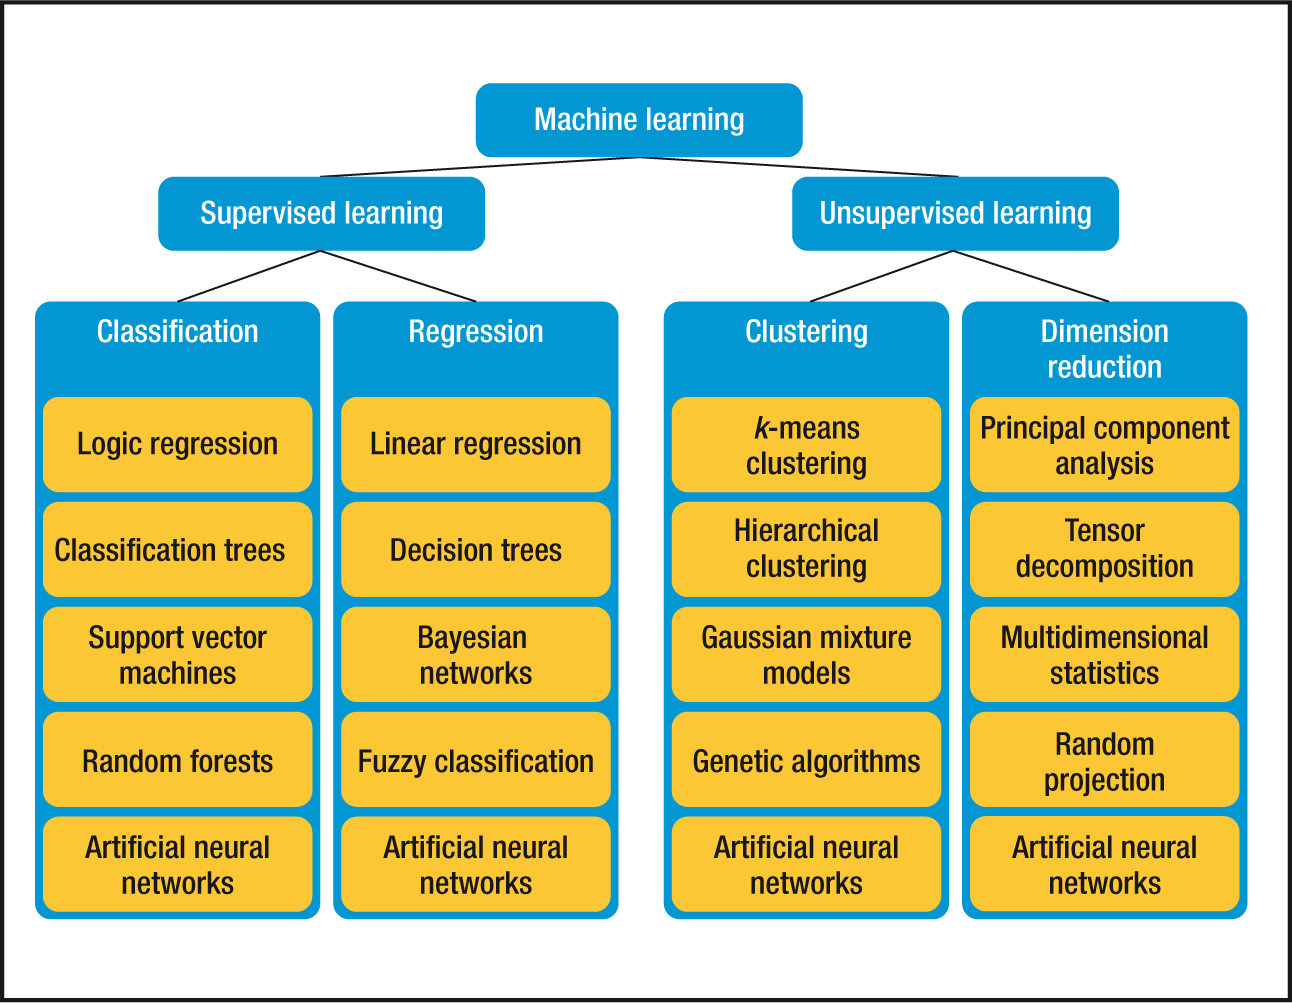 Machine learning
Supervised learning
Unsupervised learning
Classification
Logic regression
Classification trees
Support vector
machines
Random forests
Artificial neural
networks
Regression
Linear regression
Decision trees
Bayesian
networks
Fuzzy classification
Artificial neural
networks
Clustering
k-means
clustering
Hierarchical
clustering
Gaussian mixture
models
Genetic algorithms
Artificial neural
networks
Dimension
reduction
Principal component
analysis
Tensor
decomposition
Multidimensional
statistics
Random
projection
Artificial neural
networks